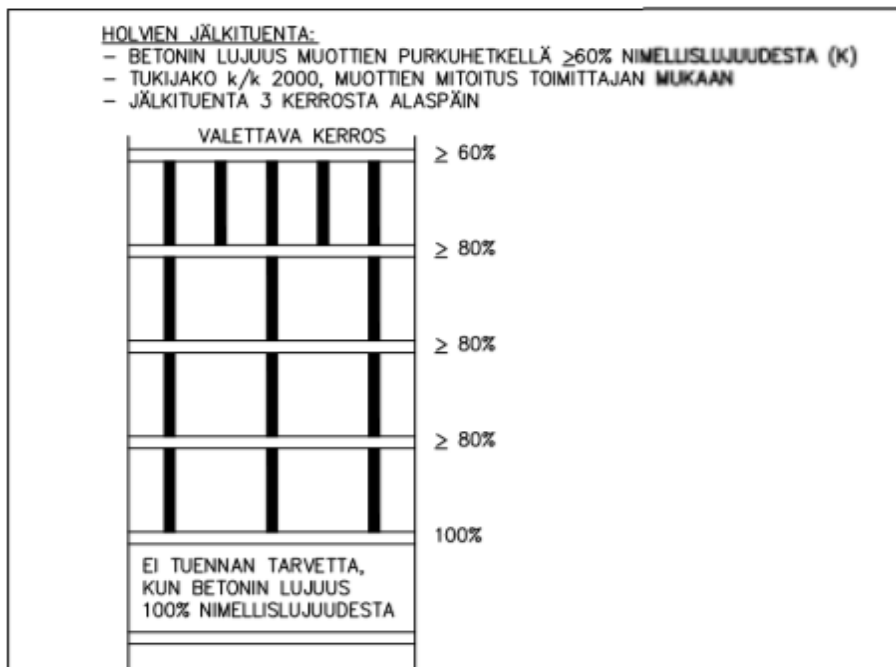 HOLVIEN JÄLKITUENTA:
– BETONIN LUJUUS MUOTTIEN PURKUHETKELLÄ ≥60% NIMELLISLUJUUDESTA (K)
– TUKIJAKO k/k 2000, MUOTTIEN MITOITUS TOIMITTAJAN MUKAAN
– JÄLKITUENTA 3 KERROSTA ALASPÄIN
VALETTAVA KERROS
≥ 60%
≥ 80%
≥ 80%
≥ 80%
100%
EI TUENNAN TARVETTA,
KUN BETONIN LUJUUS
100% NIMELLISLUJUUDESTA